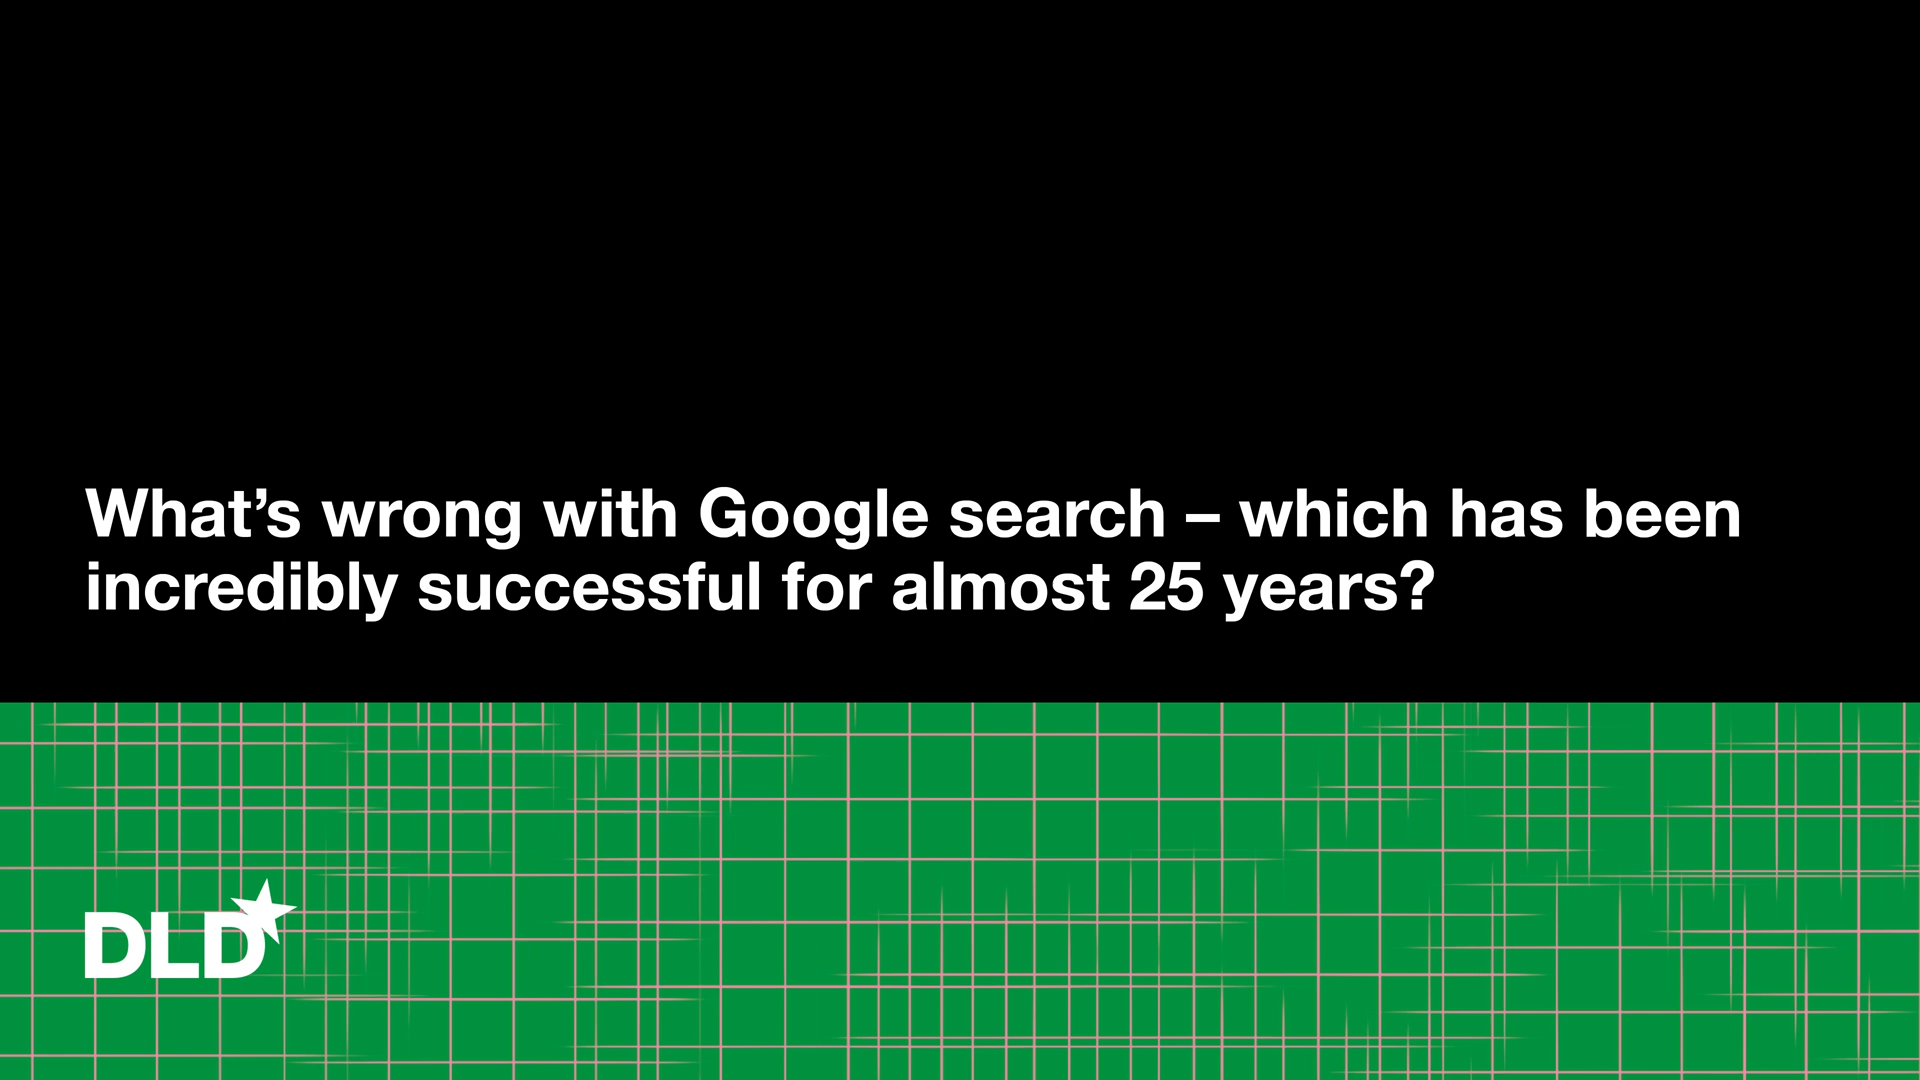 What’s wrong with Google search – which has been
incredibly successful for almost 25 years?
DLD